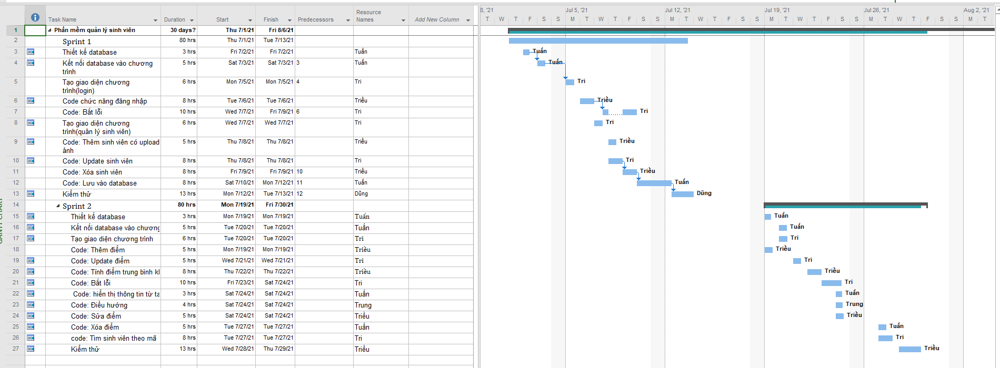 8, '21 Jul 5, '21 Jul 12, '21 Jul 19, '21 Jul 26, '21 Aug 2, '21
Task Name Duration Start Finish Predecessors Resource Names Add New Column
T W T F S S M T W T F S S M T W T F S S M T W T F S S M T W T F S S M T
1 Phần mềm quản lý sinh viên 30 days? Thu 7/1/21 Fri 8/6/21
2 Sprint 1 80 hrs Thu 7/1/21 Tue 7/13/21
3 Thiết kế database 3 hrs Fri 7/2/21 Fri 7/2/21 Tuấn Tuấn
4 Kết nối database vào chương 5 hrs Sat 7/3/21 Sat 7/3/21 3 Tuấn Tuấn
trình
5 Tạo giao diện chương 6 hrs Mon 7/5/21 Mon 7/5/21 4 Tri Tri
trình(login)
6 Code chức năng đăng nhập 8 hrs Tue 7/6/21 Tue 7/6/21 Triều Triều
7 Code: Bắt lỗi 10 hrs Wed 7/7/21 Fri 7/9/21 6 Tri Tri
8 Tạo giao diện chương 6 hrs Wed 7/7/21 Wed 7/7/21 Tri Tri
trình(quản lý sinh viên)
9 Code: Thêm sinh viên có upload 5 hrs Thu 7/8/21 Thu 7/8/21 Triều Triều
ảnh
10 Code: Update sinh viên 8 hrs Thu 7/8/21 Thu 7/8/21 Tri Tri
11 Code: Xóa sinh viên 8 hrs Fri 7/9/21 Fri 7/9/21 10 Triều Triều
12 Code: Lưu vào database 8 hrs Sat 7/10/21 Mon 7/12/21 11 Tuấn Tuấn
13 Kiểm thử 13 hrs Mon 7/12/21 Tue 7/13/21 12 Dũng Dũng
14 Sprint 2 80 hrs Mon 7/19/21 Fri 7/30/21
15 Thiết kế database 3 hrs Mon 7/19/21 Mon 7/19/21 Tuấn Tuấn
16 Kết nối database vào chương 5 hrs Tue 7/20/21 Tue 7/20/21 Tuấn Tuấn
17 Tạo giao diện chương trình 6 hrs Tue 7/20/21 Tue 7/20/21 Tri Tri
18 Code: Thêm điểm 5 hrs Mon 7/19/21 Mon 7/19/21 Triều Triều
19 Code: Update điểm 5 hrs Wed 7/21/21 Wed 7/21/21 Tri Tri
20 Code: Tính điểm trung bình 8 hrs Thu 7/22/21 Thu 7/22/21 Triều Triều
21 Code: Bắt lỗi 10 hrs Fri 7/23/21 Sat 7/24/21 Tri Tri
22 Code: hiển thị thông tin từ ta 3 hrs Sat 7/24/21 Sat 7/24/21 Tuấn Tuấn
23 Code: Điều hướng 4 hrs Sat 7/24/21 Sat 7/24/21 Trung Trung
24 Code: Sửa điểm 5 hrs Sat 7/24/21 Sat 7/24/21 Triều Triều
25 Code: Xóa điểm 5 hrs Tue 7/27/21 Tue 7/27/21 Tuấn Tuấn
26 code: Tìm sinh viên theo mã 8 hrs Tue 7/27/21 Tue 7/27/21 Tri Tri
27 Kiểm thử 13 hrs Wed 7/28/21 Thu 7/29/21 Triều Triều